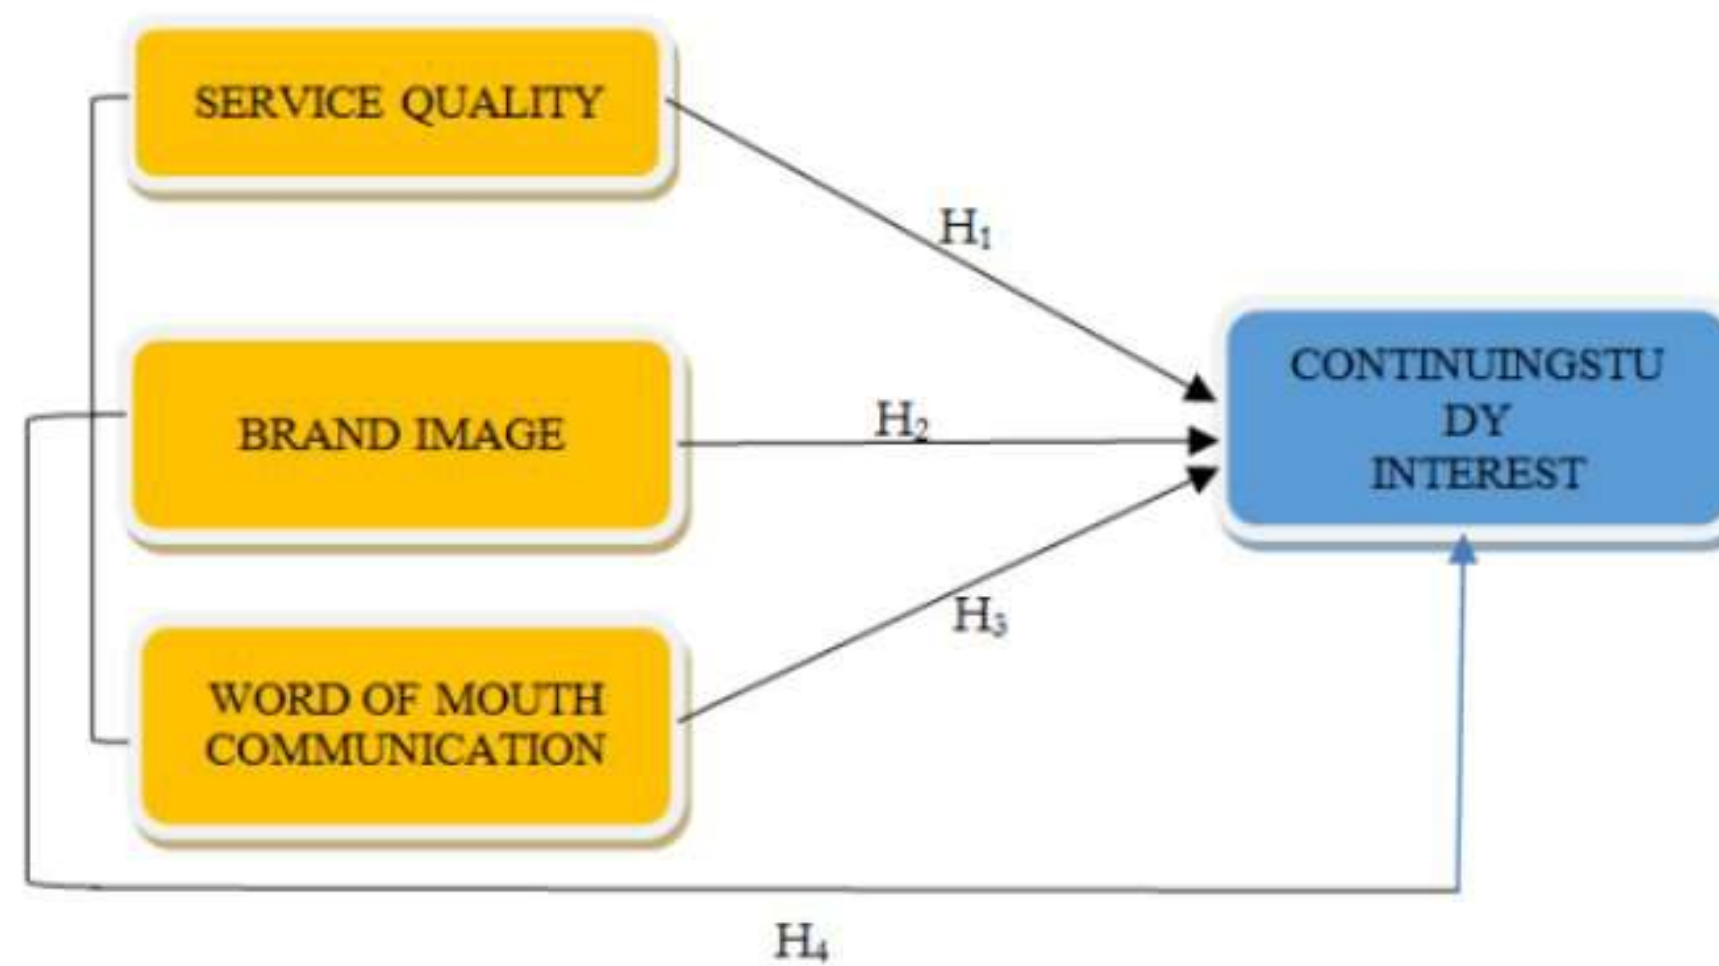 SERVICE QUALITY
H₁
BRAND IMAGE
H₂
CONTINUINGSTU
DY
INTEREST
H₃
WORD OF MOUTH
COMMUNICATION
H₄